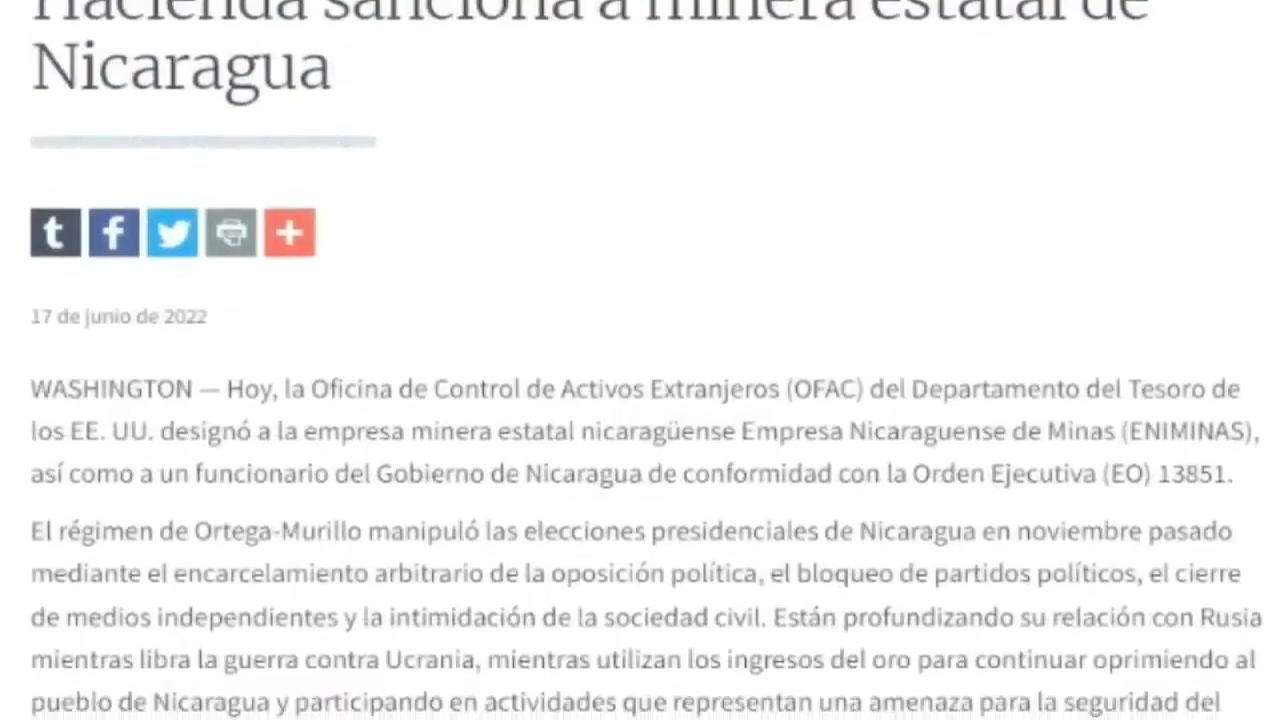 Hacienda sanciona a minera estatal de
Nicaragua
17 de junio de 2022
WASHINGTON — Hoy, la Oficina de Control de Activos Extranjeros (OFAC) del Departamento del Tesoro de
los EE. UU. designó a la empresa minera estatal nicaragüense Empresa Nicaraguense de Minas (ENIMINAS),
así como a un funcionario del Gobierno de Nicaragua de conformidad con la Orden Ejecutiva (EO) 13851.
El régimen de Ortega-Murillo manipuló las elecciones presidenciales de Nicaragua en noviembre pasado
mediante el encarcelamiento arbitrario de la oposición política, el bloqueo de partidos políticos, el cierre
de medios independientes y la intimidación de la sociedad civil. Están profundizando su relación con Rusia
mientras libra la guerra contra Ucrania, mientras utilizan los ingresos del oro para continuar oprimiendo al
pueblo de Nicaragua y participando en actividades que representan una amenaza para la seguridad del